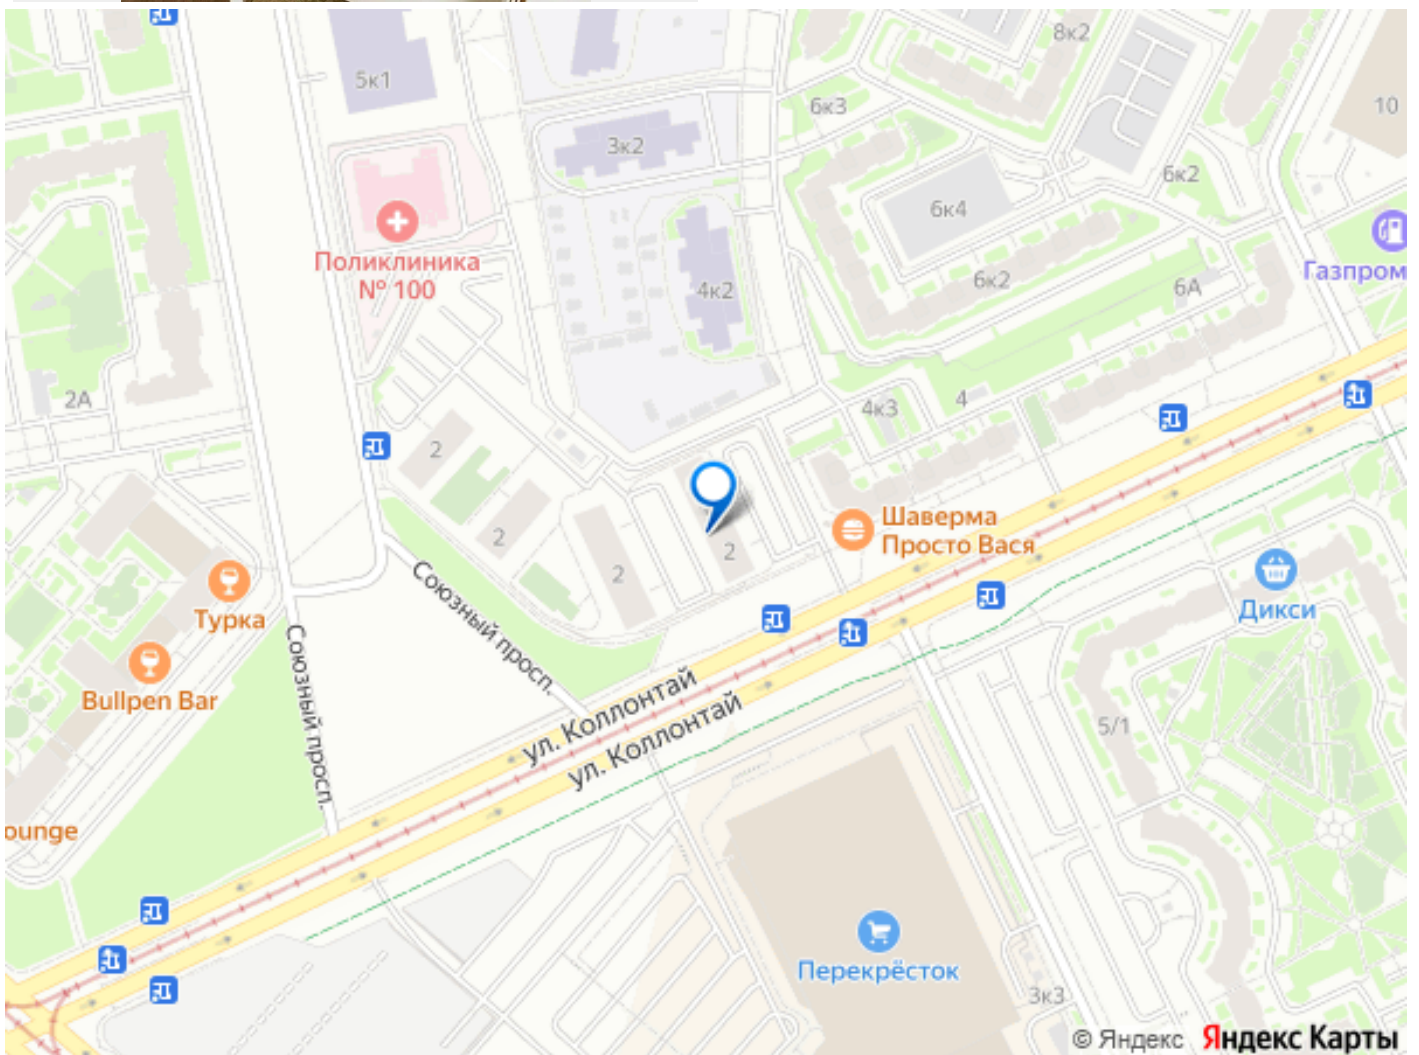 8к2
5к1
10
6к3
3к2
6к2
6к4
Поликлиника
№ 100
Газпром
4к2
6к2
6А
2А
4к3
4
2
Шаверма
Просто Вася
2
2
2
Союзный просп.
Дикси
Турка
Союзный просп.
Bullpen Bar
ул. Коллонтай
ул. Коллонтай
5/1
ounge
Перекрёсток
3к3
© Яндекс Яндекс Карты